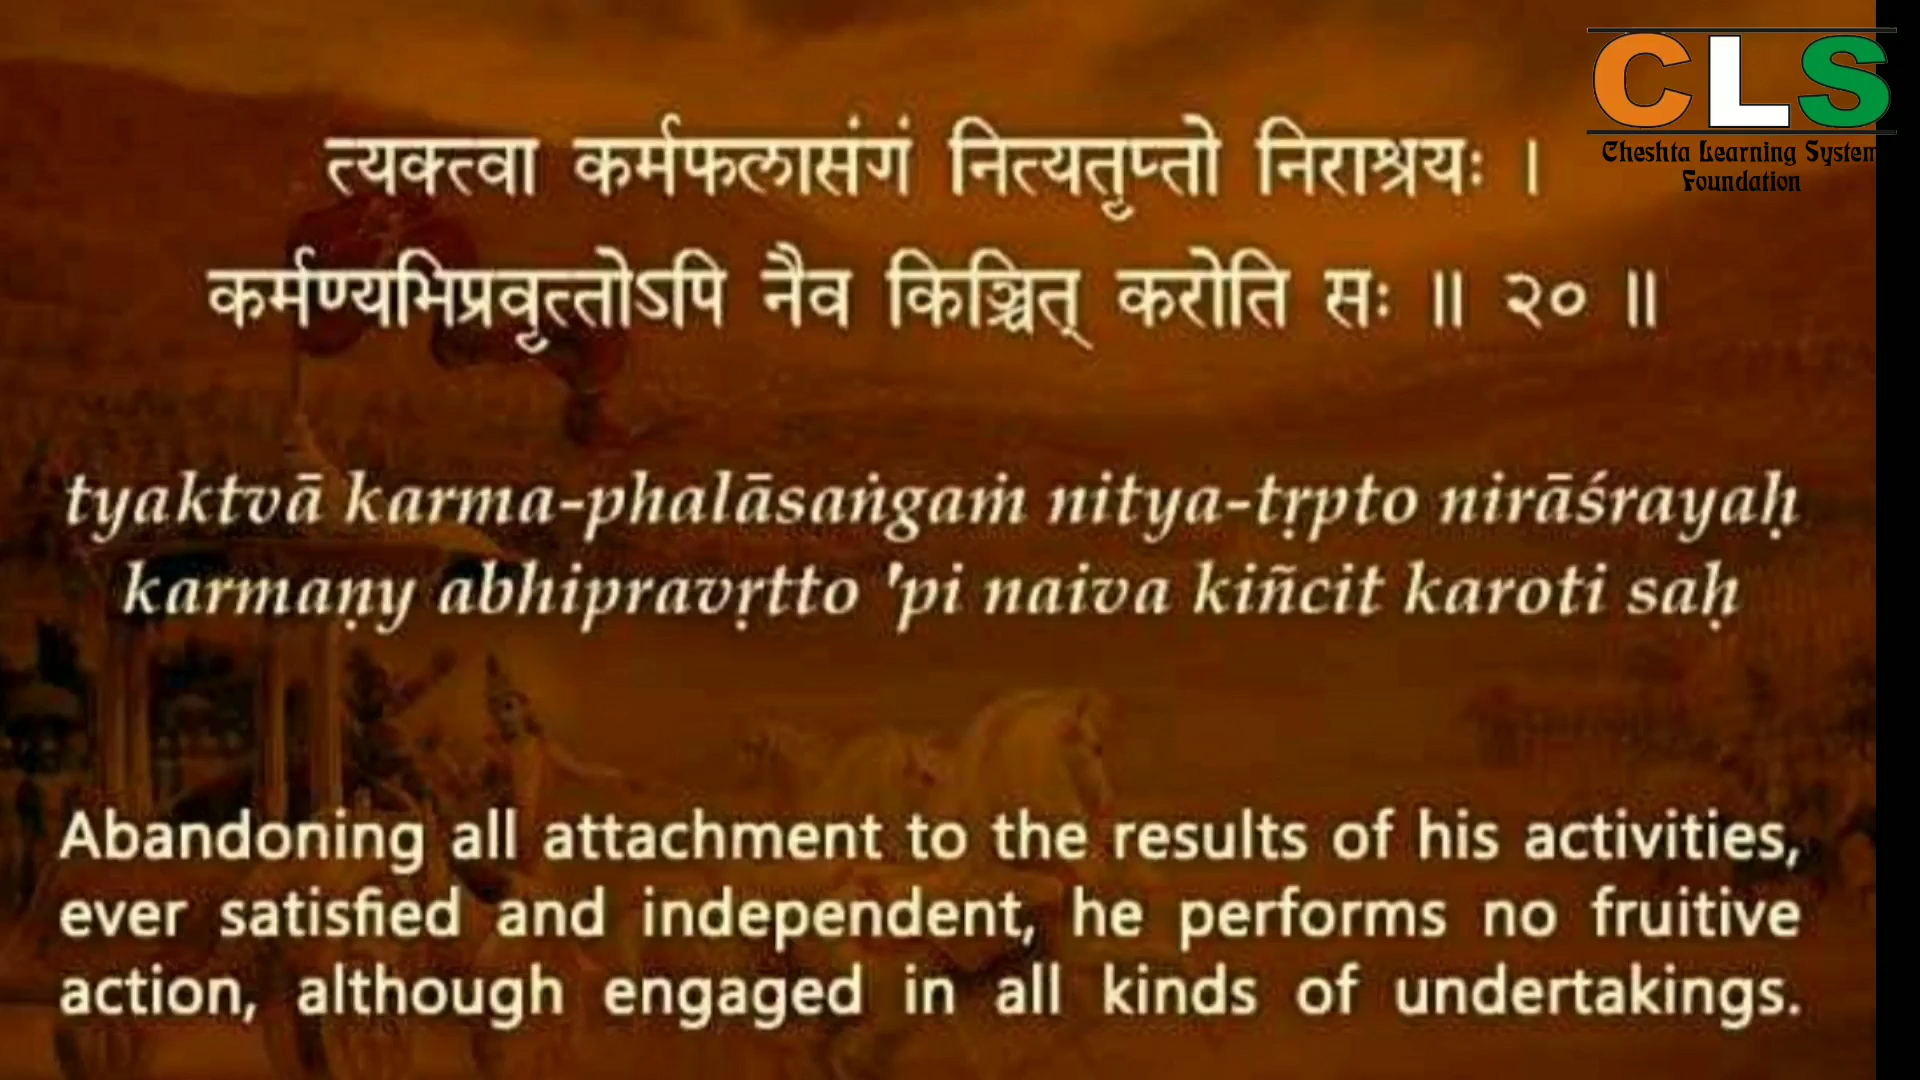 CLS
Cheshta Learning System
Foundation
त्यक्त्वा कर्मफलासंगं नित्यतृप्तो निराश्रयः ।
कर्मण्यभिप्रवृत्तोऽपि नैव किञ्चित् करोति सः ॥ २० ॥
tyaktvā karma-phalāsaṅgaṁ nitya-tṛpto nirāśrayaḥ
karmaṇy abhipravṛtto 'pi naiva kiñcit karoti saḥ
Abandoning all attachment to the results of his activities,
ever satisfied and independent, he performs no fruitive
action, although engaged in all kinds of undertakings.